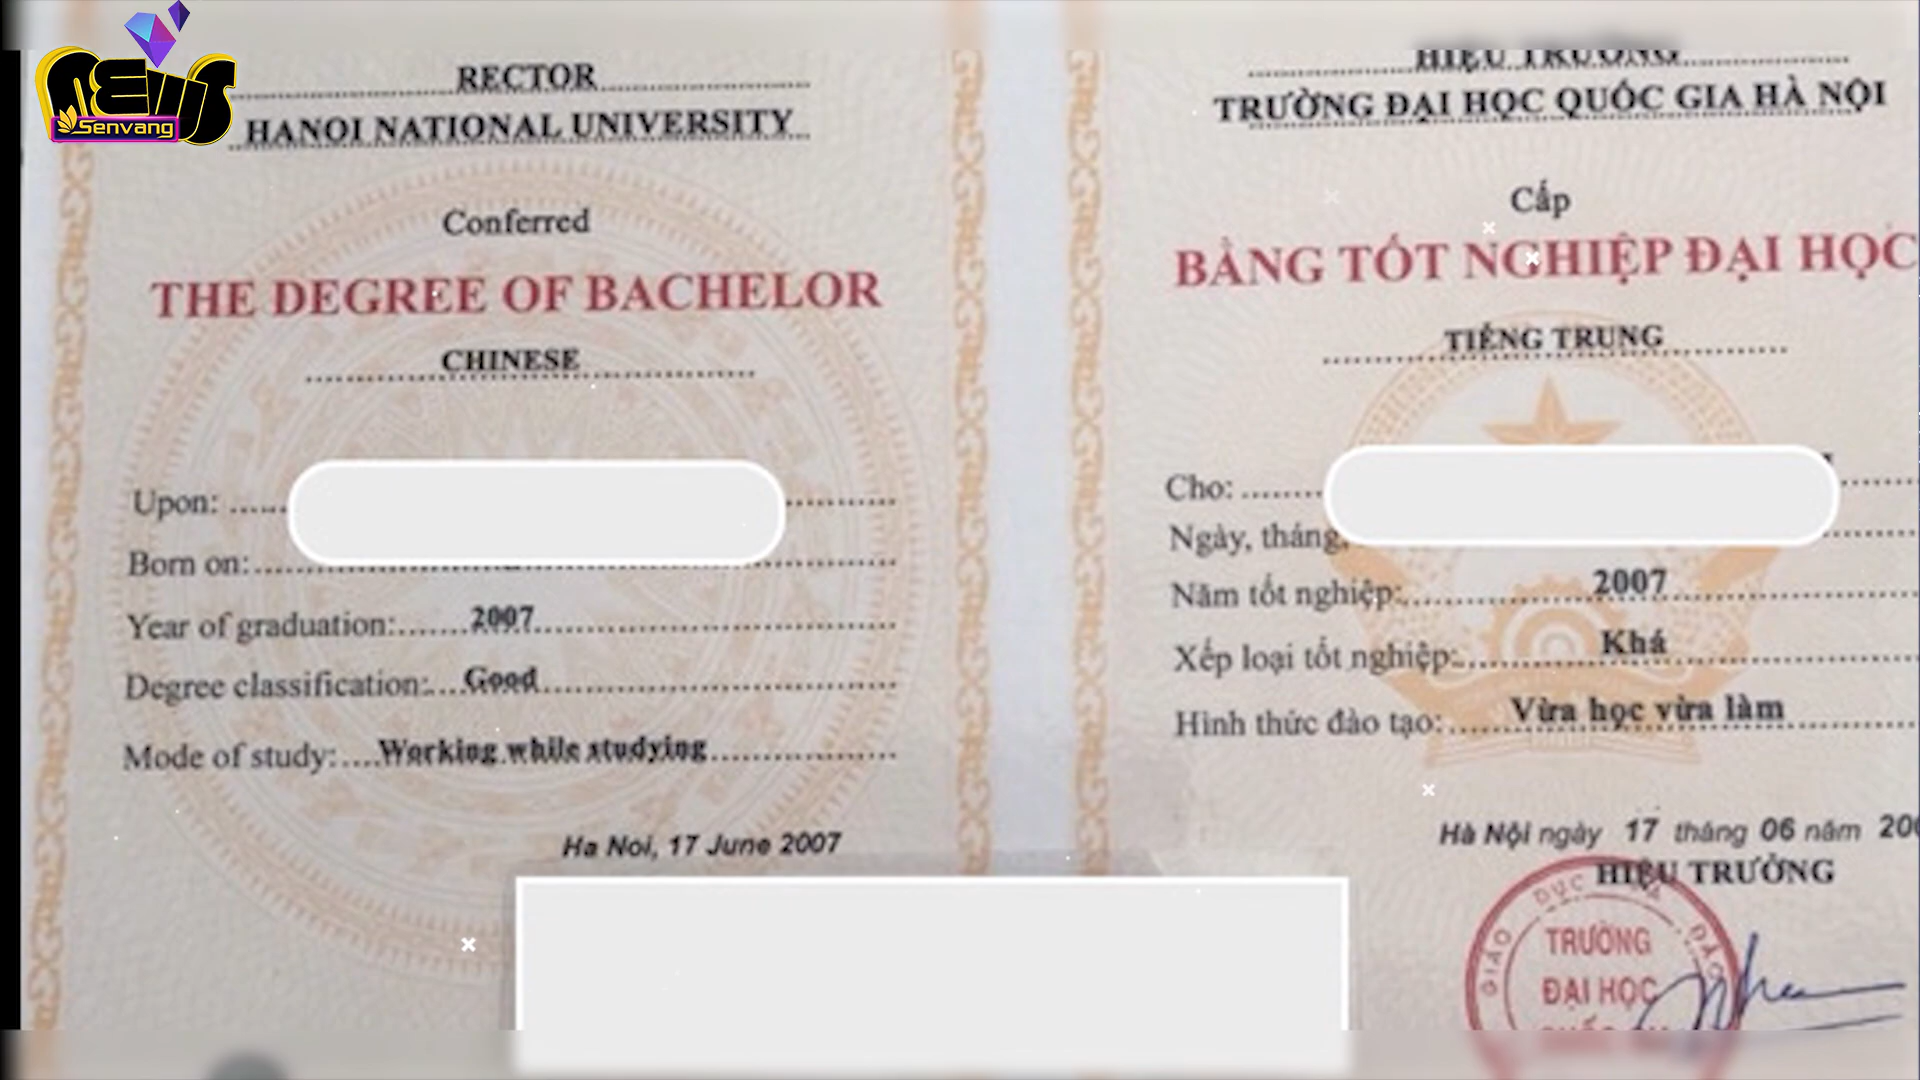 NEWS
Senvang
RECTOR
HANOI NATIONAL UNIVERSITY
Conferred
THE DEGREE OF BACHELOR
CHINESE
Upon:
Born on:
Year of graduation: 2007
Degree classification: Good
Mode of study: Working while studying
Ha Noi, 17 June 2007
HIỆU TRƯỞNG
TRƯỜNG ĐẠI HỌC QUỐC GIA HÀ NỘI
Cấp
BẰNG TỐT NGHIỆP ĐẠI HỌC
TIẾNG TRUNG
Cho:
Ngày, tháng,
Năm tốt nghiệp: 2007
Xếp loại tốt nghiệp: Khá
Hình thức đào tạo: Vừa học vừa làm
Hà Nội ngày 17 tháng 06 năm 200
HIỆU TRƯỞNG
GIÁO DỤC VÀ ĐÀO
TRƯỜNG
ĐẠI HỌC